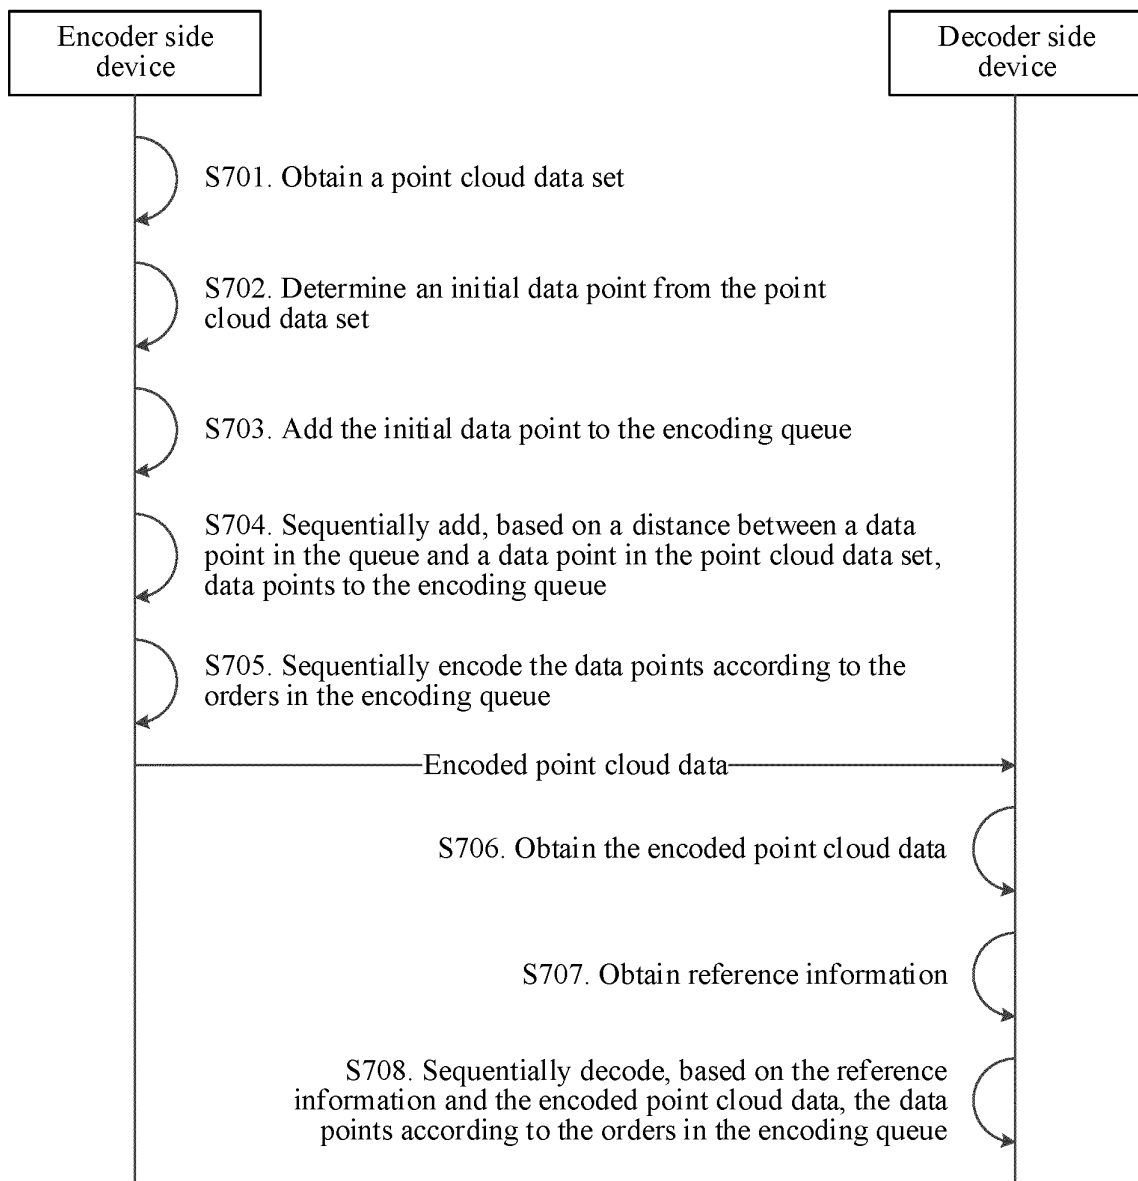 Encoder side
device
Decoder side
device
S701. Obtain a point cloud data set
S702. Determine an initial data point from the point
cloud data set
S703. Add the initial data point to the encoding queue
S704. Sequentially add, based on a distance between a data
point in the queue and a data point in the point cloud data set,
data points to the encoding queue
S705. Sequentially encode the data points according to the
orders in the encoding queue
Encoded point cloud data
S706. Obtain the encoded point cloud data
S707. Obtain reference information
S708. Sequentially decode, based on the reference
information and the encoded point cloud data, the data
points according to the orders in the encoding queue